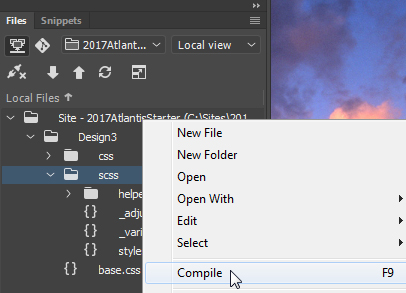 Files
2017Atlant... Local view
Local Files
Site - 2017AtlantisStarter (C:\Sites\201
Design3
css
scss
helpe
_adju
_vari
style
base.css
New File
New Folder
Open
Open With
Edit
Select
Compile F9